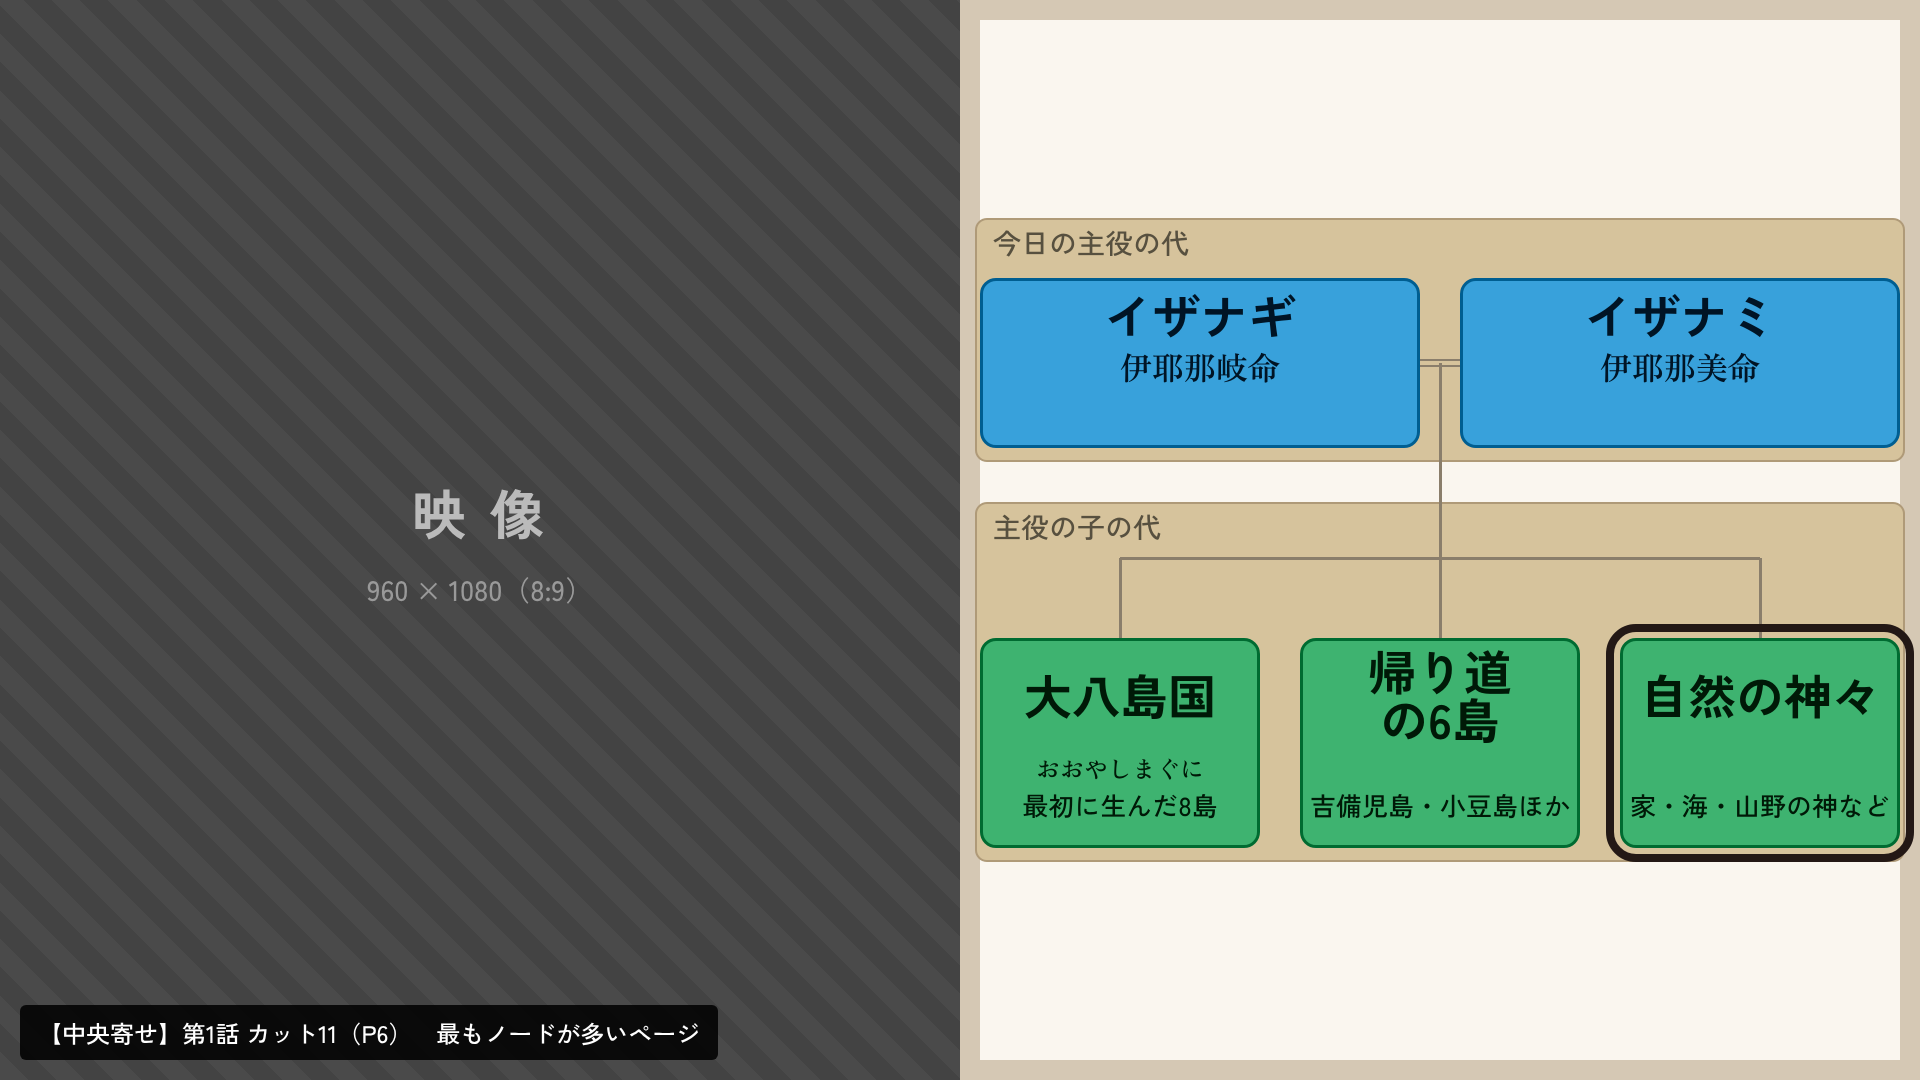 映像
960 × 1080（8:9）
【中央寄せ】第1話 カット11（P6）　最もノードが多いページ
今日の主役の代
イザナギ
伊耶那岐命
イザナミ
伊耶那美命
主役の子の代
大八島国
おおやしまぐに
最初に生んだ8島
帰り道
の6島
吉備児島・小豆島ほか
自然の神々
家・海・山野の神など